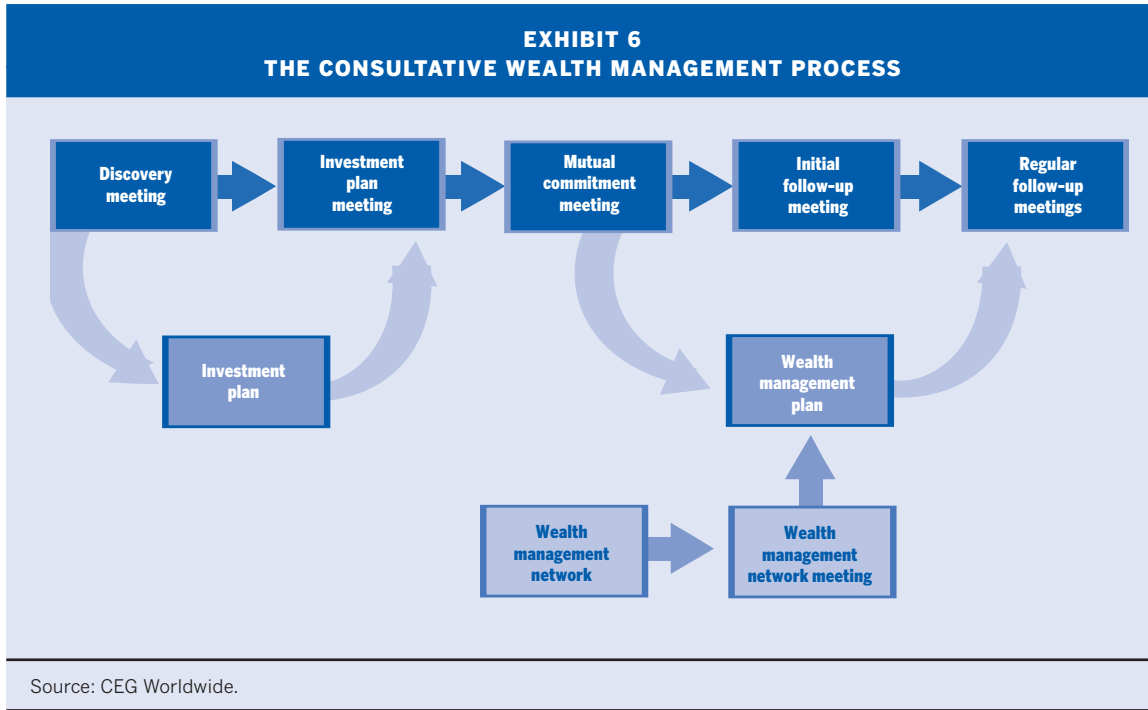 EXHIBIT 6
THE CONSULTATIVE WEALTH MANAGEMENT PROCESS
Discovery
meeting
Investment
plan
meeting
Mutual
commitment
meeting
Initial
follow-up
meeting
Regular
follow-up
meetings
Investment
plan
Wealth
management
plan
Wealth
management
network
Wealth
management
network meeting
Source: CEG Worldwide.